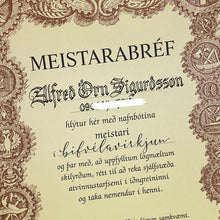 MEISTARABRÉF
Alfreð Örn Sigurðsson
hlýtur hér með nafnbótina
meistari
í bifvélavirkjun
og þar með, að uppfylltum lögmæltum
skilyrðum, rétt til að reka sjálfstæða
atvinnustarfsemi í iðngreininni
og taka nemendur í henni.